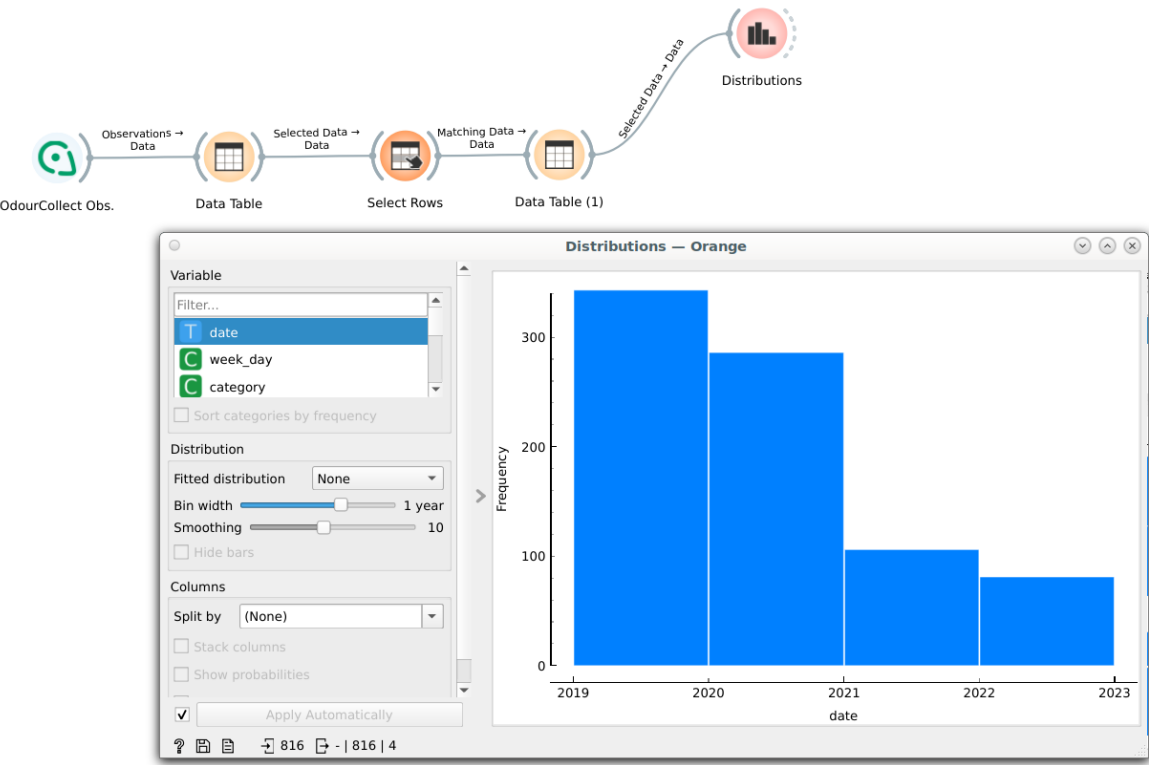 Distributions
Selected Data → Data
Observations →
Data
Selected Data →
Data
Matching Data →
Data
OdourCollect Obs.
Data Table
Select Rows
Data Table (1)
Distributions — Orange
Variable
Filter...
T date
C week_day
C category
Sort categories by frequency
Distribution
Fitted distribution None
Bin width 1 year
Smoothing 10
Hide bars
Columns
Split by (None)
Stack columns
Show probabilities
Apply Automatically
? 816 - | 816 | 4
Frequency
300
200
100
0
2019 2020 2021 2022 2023
date